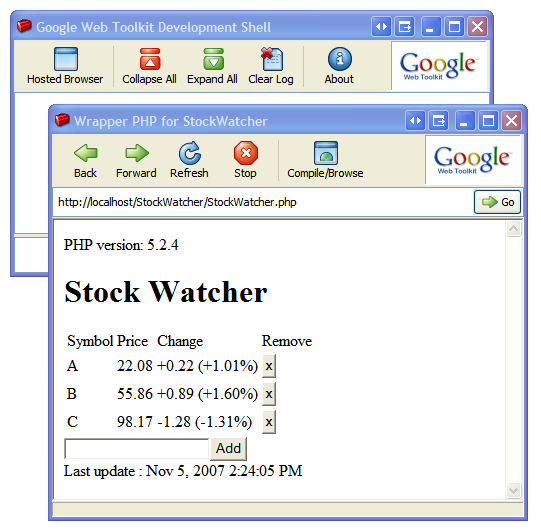 Google Web Toolkit Development Shell
Hosted Browser Collapse All Expand All Clear Log About
Google™
Web Toolkit
Wrapper PHP for StockWatcher
Back Forward Refresh Stop Compile/Browse
Google™
Web Toolkit
http://localhost/StockWatcher/StockWatcher.php Go
PHP version: 5.2.4
Stock Watcher
Symbol Price Change Remove
A 22.08 +0.22 (+1.01%) x
B 55.86 +0.89 (+1.60%) x
C 98.17 -1.28 (-1.31%) x
Add
Last update : Nov 5, 2007 2:24:05 PM